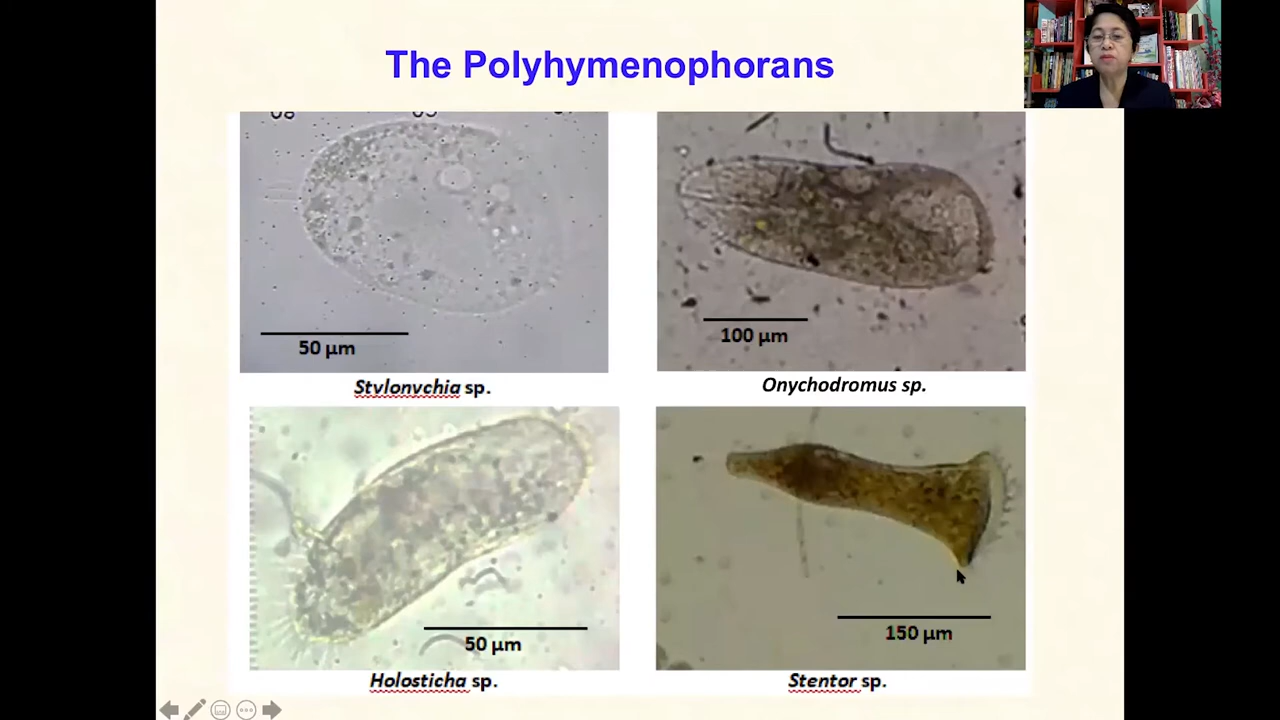 The Polyhymenophorans
50 µm
100 µm
Stylonychia sp.
Onychodromus sp.
50 µm
150 µm
Holosticha sp.
Stentor sp.